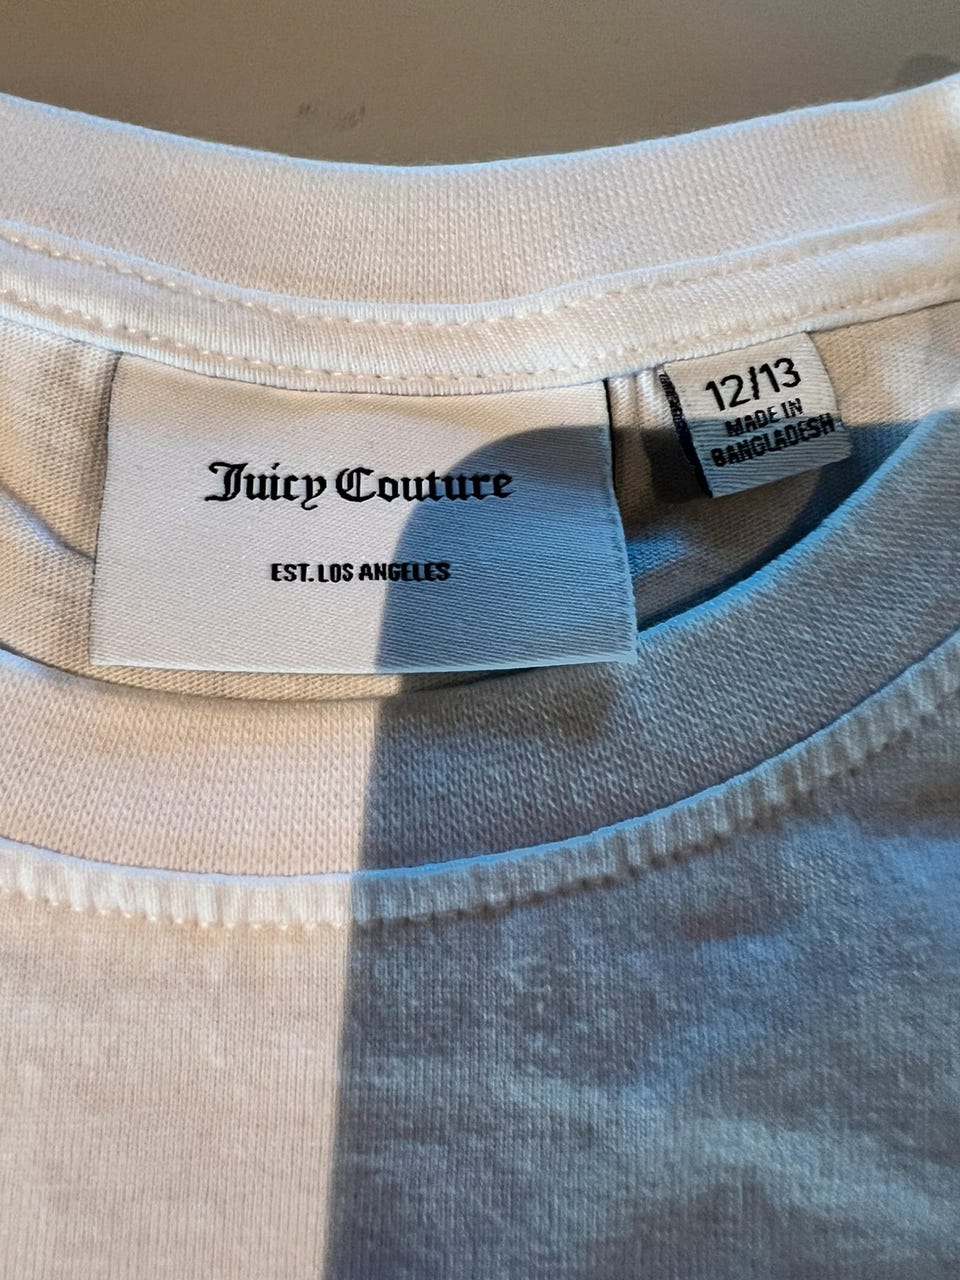 Juicy Couture
EST. LOS ANGELES
12/13
MADE IN
BANGLADESH